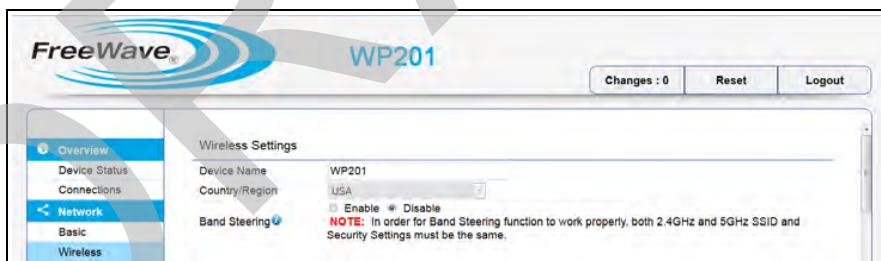 FreeWave®
WP201
Changes : 0
Reset
Logout
Overview
Device Status
Connections
Network
Basic
Wireless
Wireless Settings
Device Name WP201
Country/Region USA
Band Steering Enable Disable
NOTE: In order for Band Steering function to work properly, both 2.4GHz and 5GHz SSID and
Security Settings must be the same.